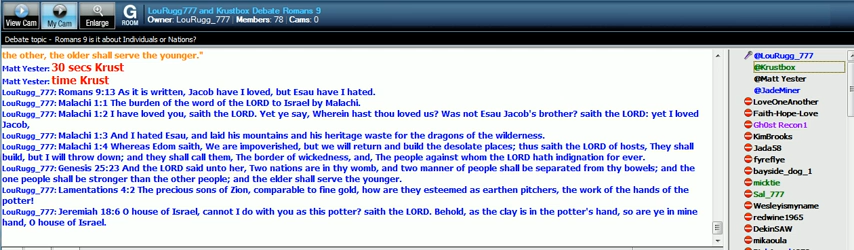 View Cam
My Cam
Enlarge
G
ROOM
LouRugg777 and Krustbox Debate Romans 9
Owner: LouRugg_777 | Members: 78 | Cams: 0
Debate topic - Romans 9 is it about Individuals or Nations?
the other, the older shall serve the younger."
Matt Yester: 30 secs Krust
Matt Yester: time Krust
LouRugg_777: Romans 9:13 As it is written, Jacob have I loved, but Esau have I hated.
LouRugg_777: Malachi 1:1 The burden of the word of the LORD to Israel by Malachi.
LouRugg_777: Malachi 1:2 I have loved you, saith the LORD. Yet ye say, Wherein hast thou loved us? Was not Esau Jacob's brother? saith the LORD: yet I loved
Jacob,
LouRugg_777: Malachi 1:3 And I hated Esau, and laid his mountains and his heritage waste for the dragons of the wilderness.
LouRugg_777: Malachi 1:4 Whereas Edom saith, We are impoverished, but we will return and build the desolate places; thus saith the LORD of hosts, They shall
build, but I will throw down; and they shall call them, The border of wickedness, and, The people against whom the LORD hath indignation for ever.
LouRugg_777: Genesis 25:23 And the LORD said unto her, Two nations are in thy womb, and two manner of people shall be separated from thy bowels; and the
one people shall be stronger than the other people; and the elder shall serve the younger.
LouRugg_777: Lamentations 4:2 The precious sons of Zion, comparable to fine gold, how are they esteemed as earthen pitchers, the work of the hands of the
potter!
LouRugg_777: Jeremiah 18:6 O house of Israel, cannot I do with you as this potter? saith the LORD. Behold, as the clay is in the potter's hand, so are ye in mine
hand, O house of Israel.
@LouRugg_777
@Krustbox
@Matt Yester
@JadeMiner
LoveOneAnother
Faith-Hope-Love
Gh0st Recon1
KimBrooks
Jada58
fyreflye
bayside_dog_1
micktie
Sal_777
Wesleyismyname
redwine1965
DekinSAW
mikaoula